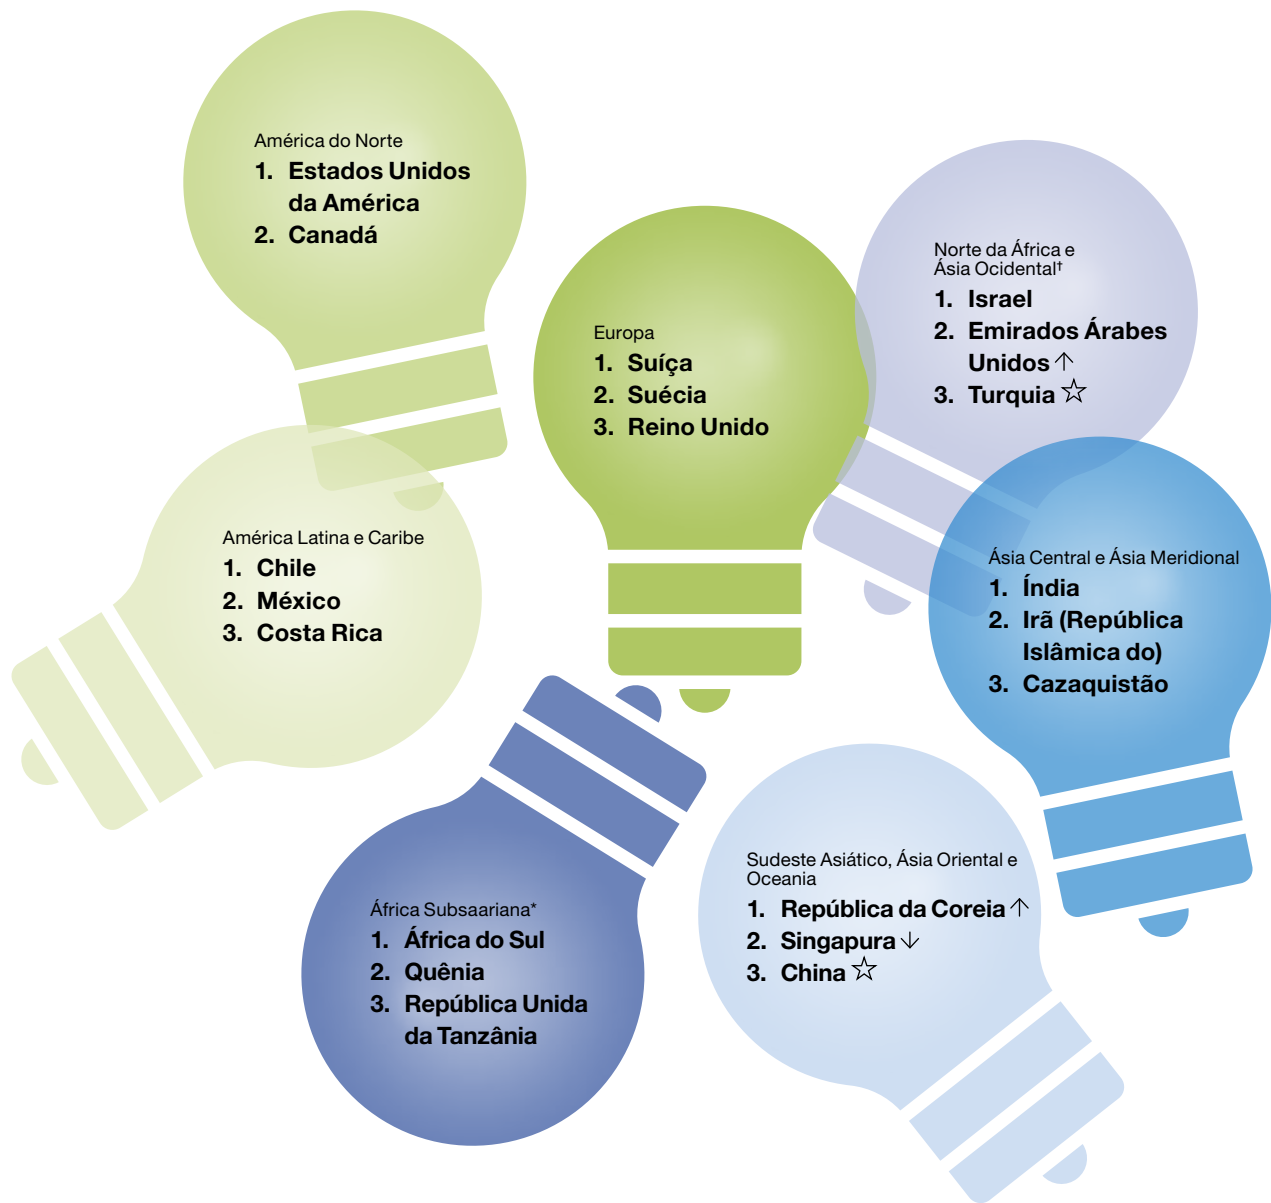 América do Norte
1. Estados Unidos
da América
2. Canadá
Norte da África e
Ásia Ocidental†
1. Israel
2. Emirados Árabes
Unidos ↑
3. Turquia ☆
Europa
1. Suíça
2. Suécia
3. Reino Unido
América Latina e Caribe
1. Chile
2. México
3. Costa Rica
Ásia Central e Ásia Meridional
1. Índia
2. Irã (República
Islâmica do)
3. Cazaquistão
Sudeste Asiático, Ásia Oriental e
Oceania
1. República da Coreia ↑
2. Singapura ↓
3. China ☆
África Subsaariana*
1. África do Sul
2. Quênia
3. República Unida
da Tanzânia